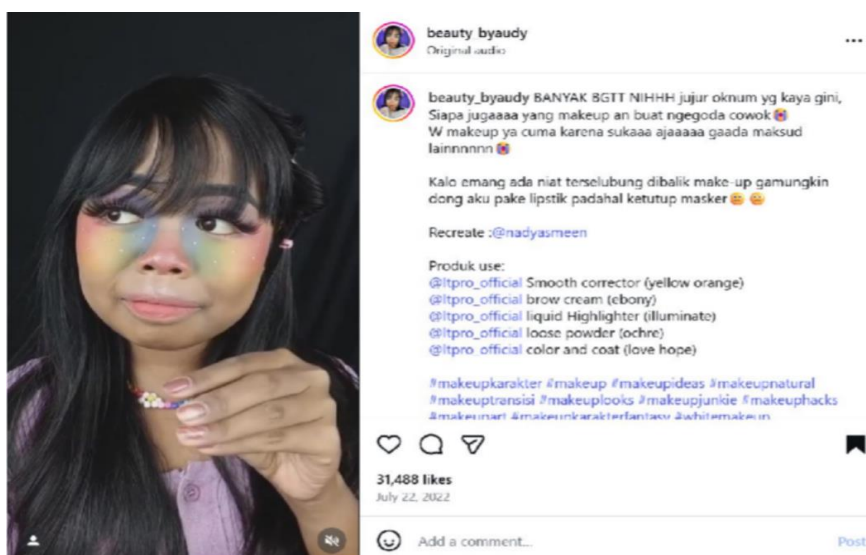 beauty_byaudy
Original audio
beauty_byaudy BANYAK BGTT NIHHH jujur oknum yg kaya gini,
Siapa jugaaaa yang makeup an buat ngegoda cowok
W makeup ya cuma karena sukaaa ajaaaaa gaada maksud
lainnnnnn
Kalo emang ada niat terselubung dibalik make-up gamungkin
dong aku pake lipstik padahal ketutup masker
Recreate :@nadyasmeen
Produk use:
@ltpro_official Smooth corrector (yellow orange)
@ltpro_official brow cream (ebony)
@ltpro_official liquid Highlighter (illuminate)
@ltpro_official loose powder (ochre)
@ltpro_official color and coat (love hope)
#makeupkarakter #makeup #makeupideas #makeupnatural
#makeuptransisi #makeuplooks #makeupjunkie #makeuphacks
#makeupart #makeupkarakterfantasy #whitemakeup
31,488 likes
July 22, 2022
Add a comment...
Post